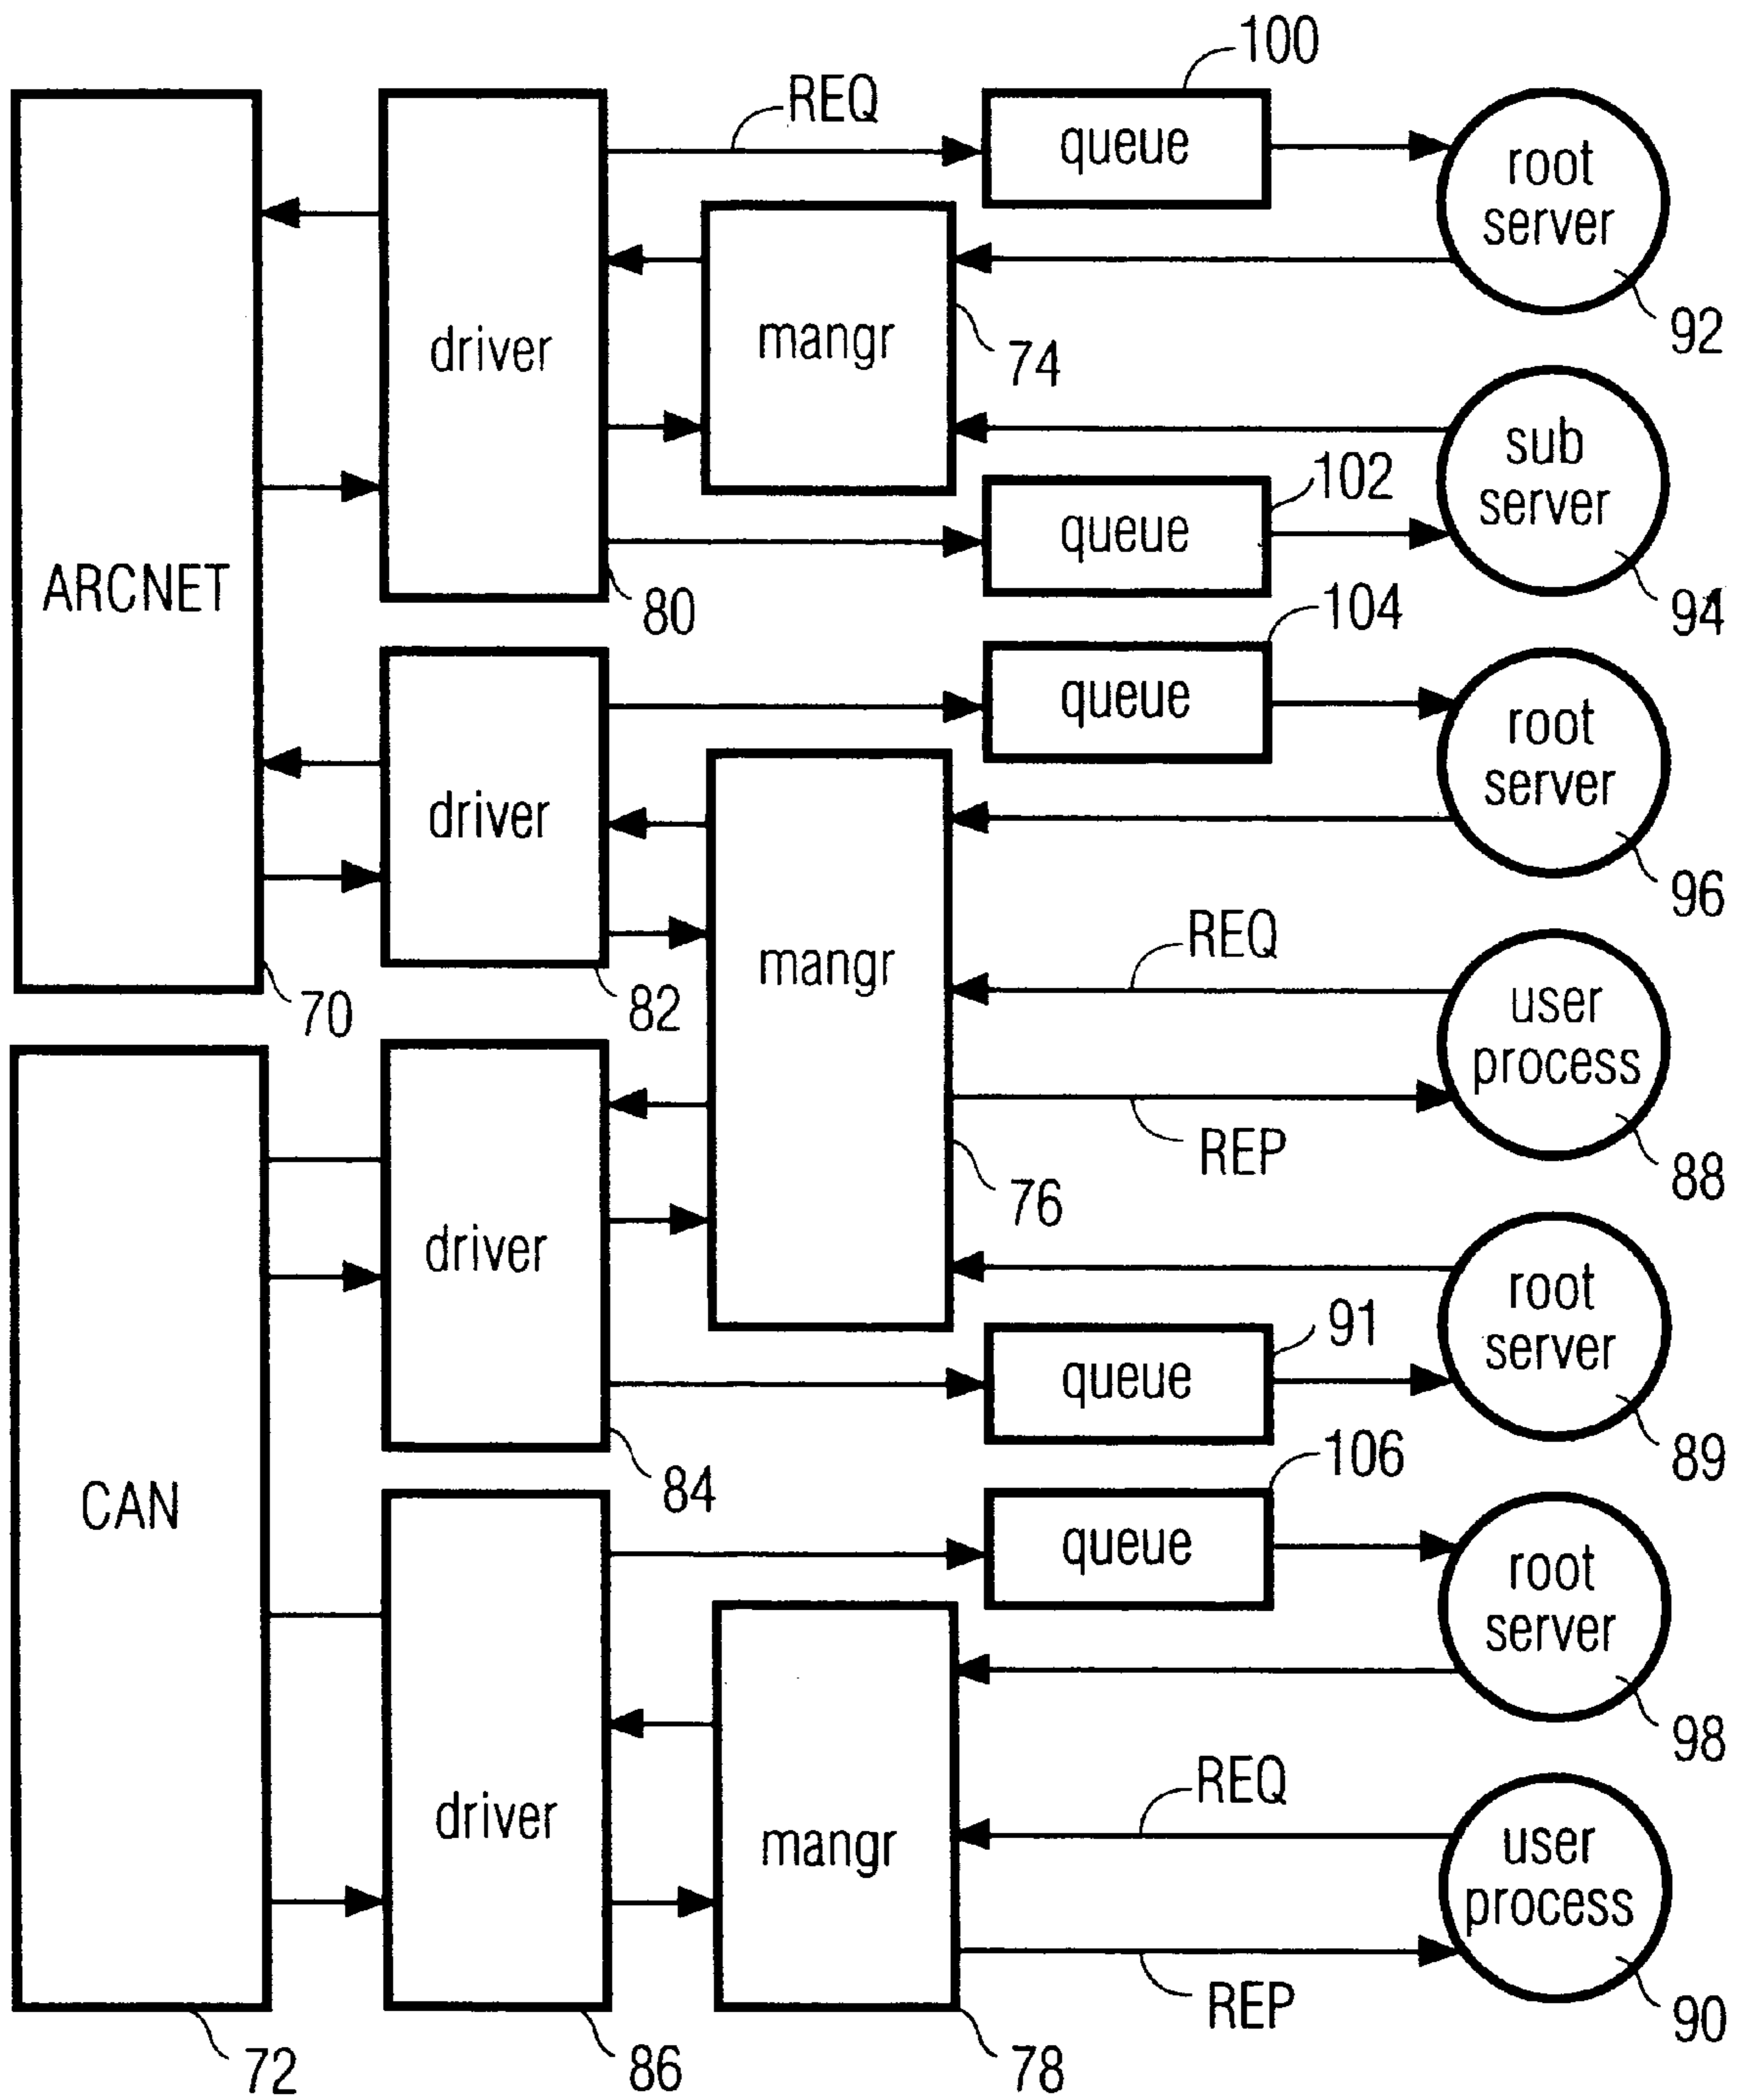 100
REQ
queue
root
server
92
driver
mangr
74
sub
server
94
102
queue
ARCNET
80
104
queue
root
server
96
driver
mangr
REQ
70
82
user
process
88
REP
76
driver
root
server
89
91
queue
106
84
CAN
queue
root
server
98
driver
mangr
REQ
user
process
90
REP
72
86
78